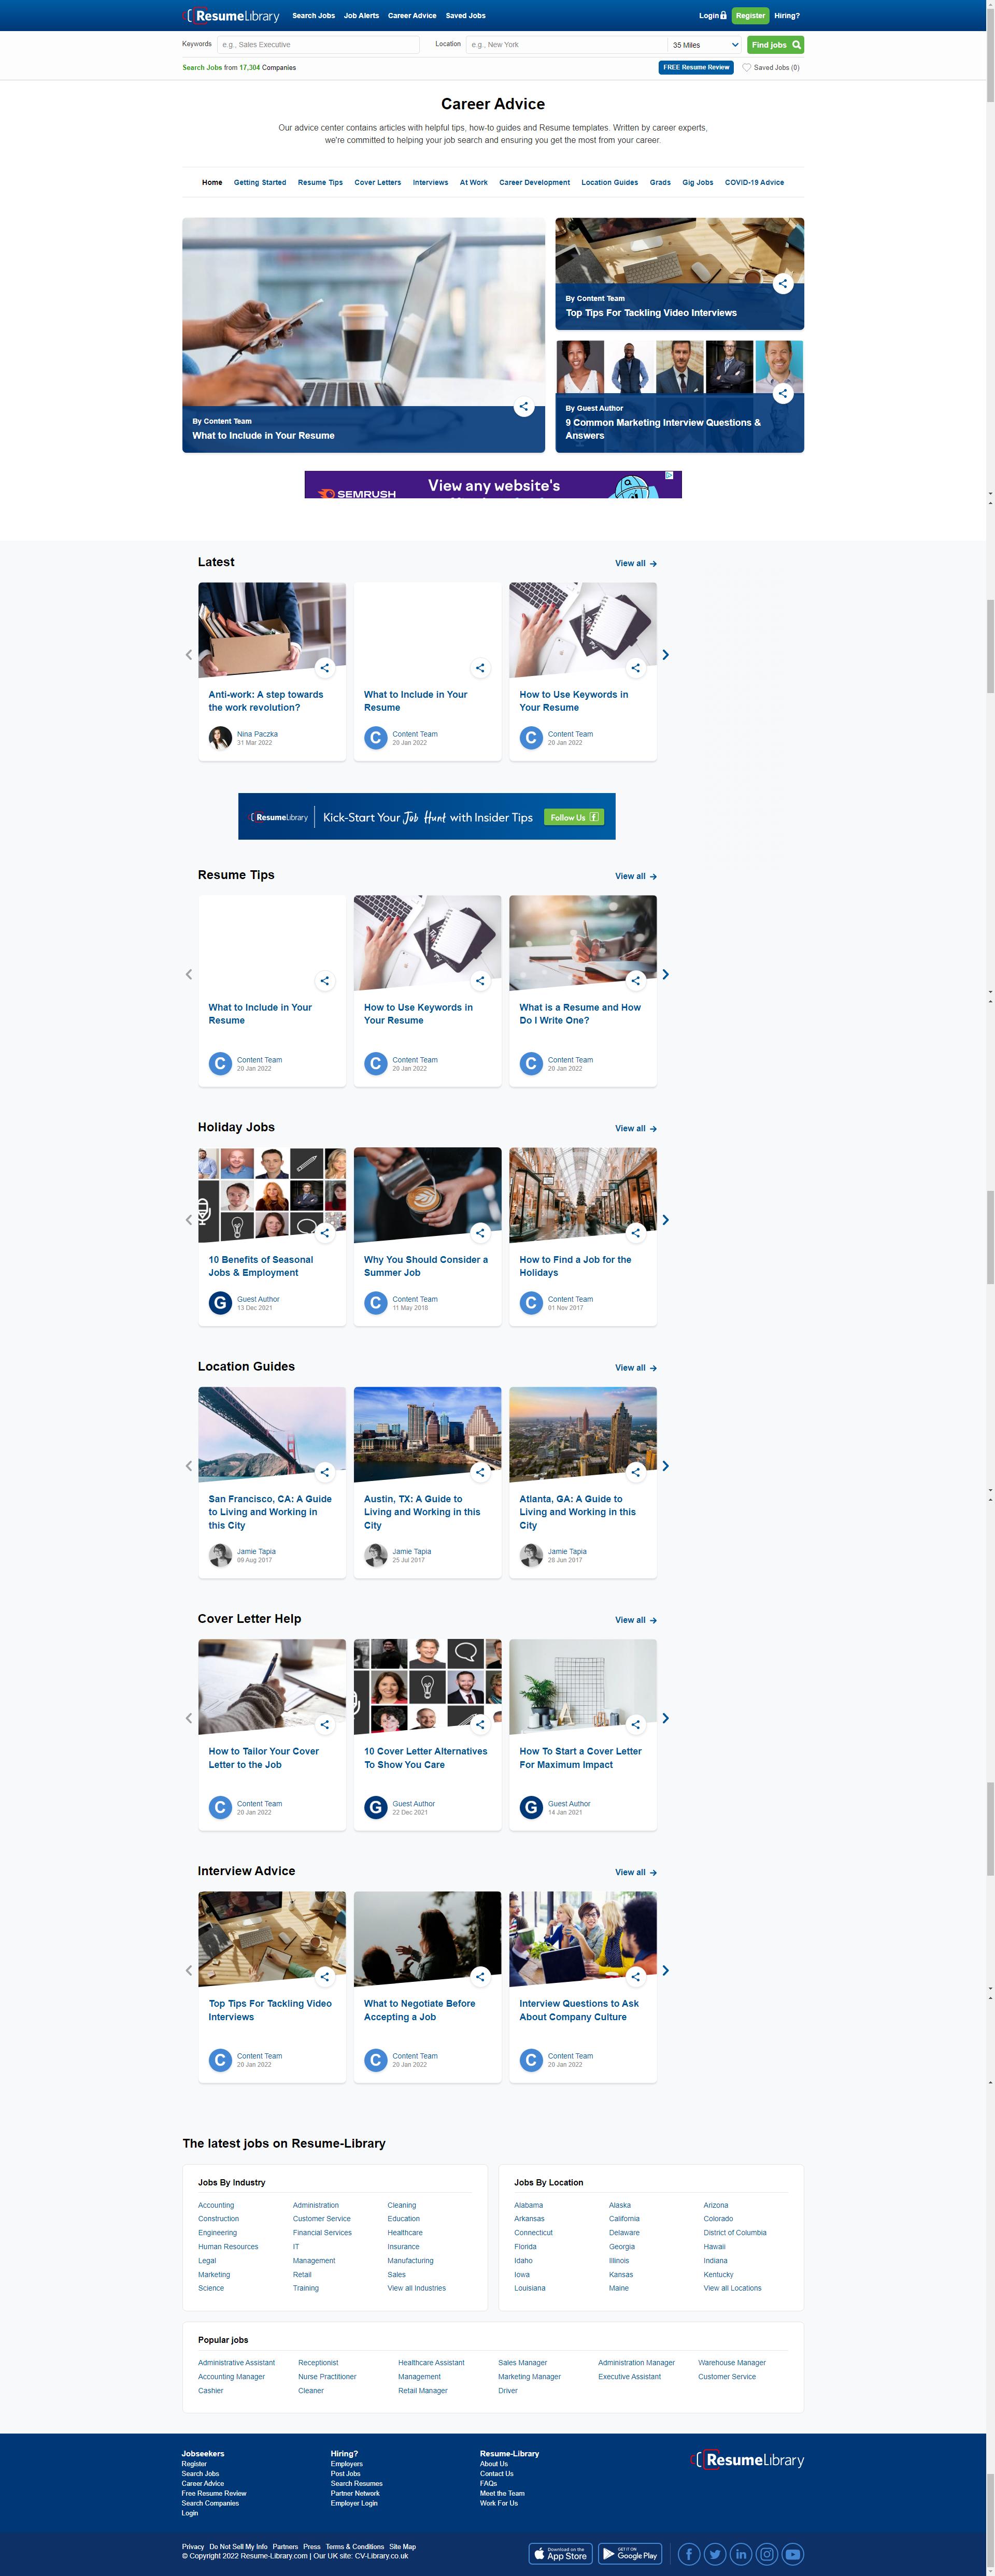 ResumeLibrary
Search Jobs Job Alerts Career Advice Saved Jobs
Login Register Hiring?
Keywords e.g., Sales Executive Location e.g., New York 35 Miles Find jobs
Search Jobs from 17,304 Companies
FREE Resume Review Saved Jobs (0)
Career Advice
Our advice center contains articles with helpful tips, how-to guides and Resume templates. Written by career experts,
we're committed to helping your job search and ensuring you get the most from your career.
Home Getting Started Resume Tips Cover Letters Interviews At Work Career Development Location Guides Grads Gig Jobs COVID-19 Advice
By Content Team
What to Include in Your Resume
By Content Team
Top Tips For Tackling Video Interviews
By Guest Author
9 Common Marketing Interview Questions &
Answers
SEMRUSH
View any website's
Latest
View all
Anti-work: A step towards
the work revolution?
Nina Paczka
31 Mar 2022
What to Include in Your
Resume
C
Content Team
20 Jan 2022
How to Use Keywords in
Your Resume
C
Content Team
20 Jan 2022
ResumeLibrary
Kick-Start Your Job Hunt with Insider Tips
Follow Us
Resume Tips
View all
What to Include in Your
Resume
C
Content Team
20 Jan 2022
How to Use Keywords in
Your Resume
C
Content Team
20 Jan 2022
What is a Resume and How
Do I Write One?
C
Content Team
20 Jan 2022
Holiday Jobs
View all
10 Benefits of Seasonal
Jobs & Employment
G
Guest Author
13 Dec 2021
Why You Should Consider a
Summer Job
C
Content Team
11 May 2018
How to Find a Job for the
Holidays
C
Content Team
01 Nov 2017
Location Guides
View all
San Francisco, CA: A Guide
to Living and Working in
this City
Jamie Tapia
09 Aug 2017
Austin, TX: A Guide to
Living and Working in this
City
Jamie Tapia
25 Jul 2017
Atlanta, GA: A Guide to
Living and Working in this
City
Jamie Tapia
28 Jun 2017
Cover Letter Help
View all
How to Tailor Your Cover
Letter to the Job
C
Content Team
20 Jan 2022
10 Cover Letter Alternatives
To Show You Care
G
Guest Author
22 Dec 2021
How To Start a Cover Letter
For Maximum Impact
G
Guest Author
14 Jan 2021
Interview Advice
View all
Top Tips For Tackling Video
Interviews
C
Content Team
20 Jan 2022
What to Negotiate Before
Accepting a Job
C
Content Team
20 Jan 2022
Interview Questions to Ask
About Company Culture
C
Content Team
20 Jan 2022
The latest jobs on Resume-Library
Jobs By Industry
Accounting Administration Cleaning
Construction Customer Service Education
Engineering Financial Services Healthcare
Human Resources IT Insurance
Legal Management Manufacturing
Marketing Retail Sales
Science Training View all Industries
Jobs By Location
Alabama Alaska Arizona
Arkansas California Colorado
Connecticut Delaware District of Columbia
Florida Georgia Hawaii
Idaho Illinois Indiana
Iowa Kansas Kentucky
Louisiana Maine View all Locations
Popular jobs
Administrative Assistant Receptionist Healthcare Assistant Sales Manager Administration Manager Warehouse Manager
Accounting Manager Nurse Practitioner Management Marketing Manager Executive Assistant Customer Service
Cashier Cleaner Retail Manager Driver
Jobseekers
Register
Search Jobs
Career Advice
Free Resume Review
Search Companies
Login
Hiring?
Employers
Post Jobs
Search Resumes
Partner Network
Employer Login
Resume-Library
About Us
Contact Us
FAQs
Meet the Team
Work For Us
ResumeLibrary
Privacy Do Not Sell My Info Partners Press Terms & Conditions Site Map
© Copyright 2022 Resume-Library.com | Our UK site: CV-Library.co.uk
Download on the
App Store
GET IT ON
Google Play